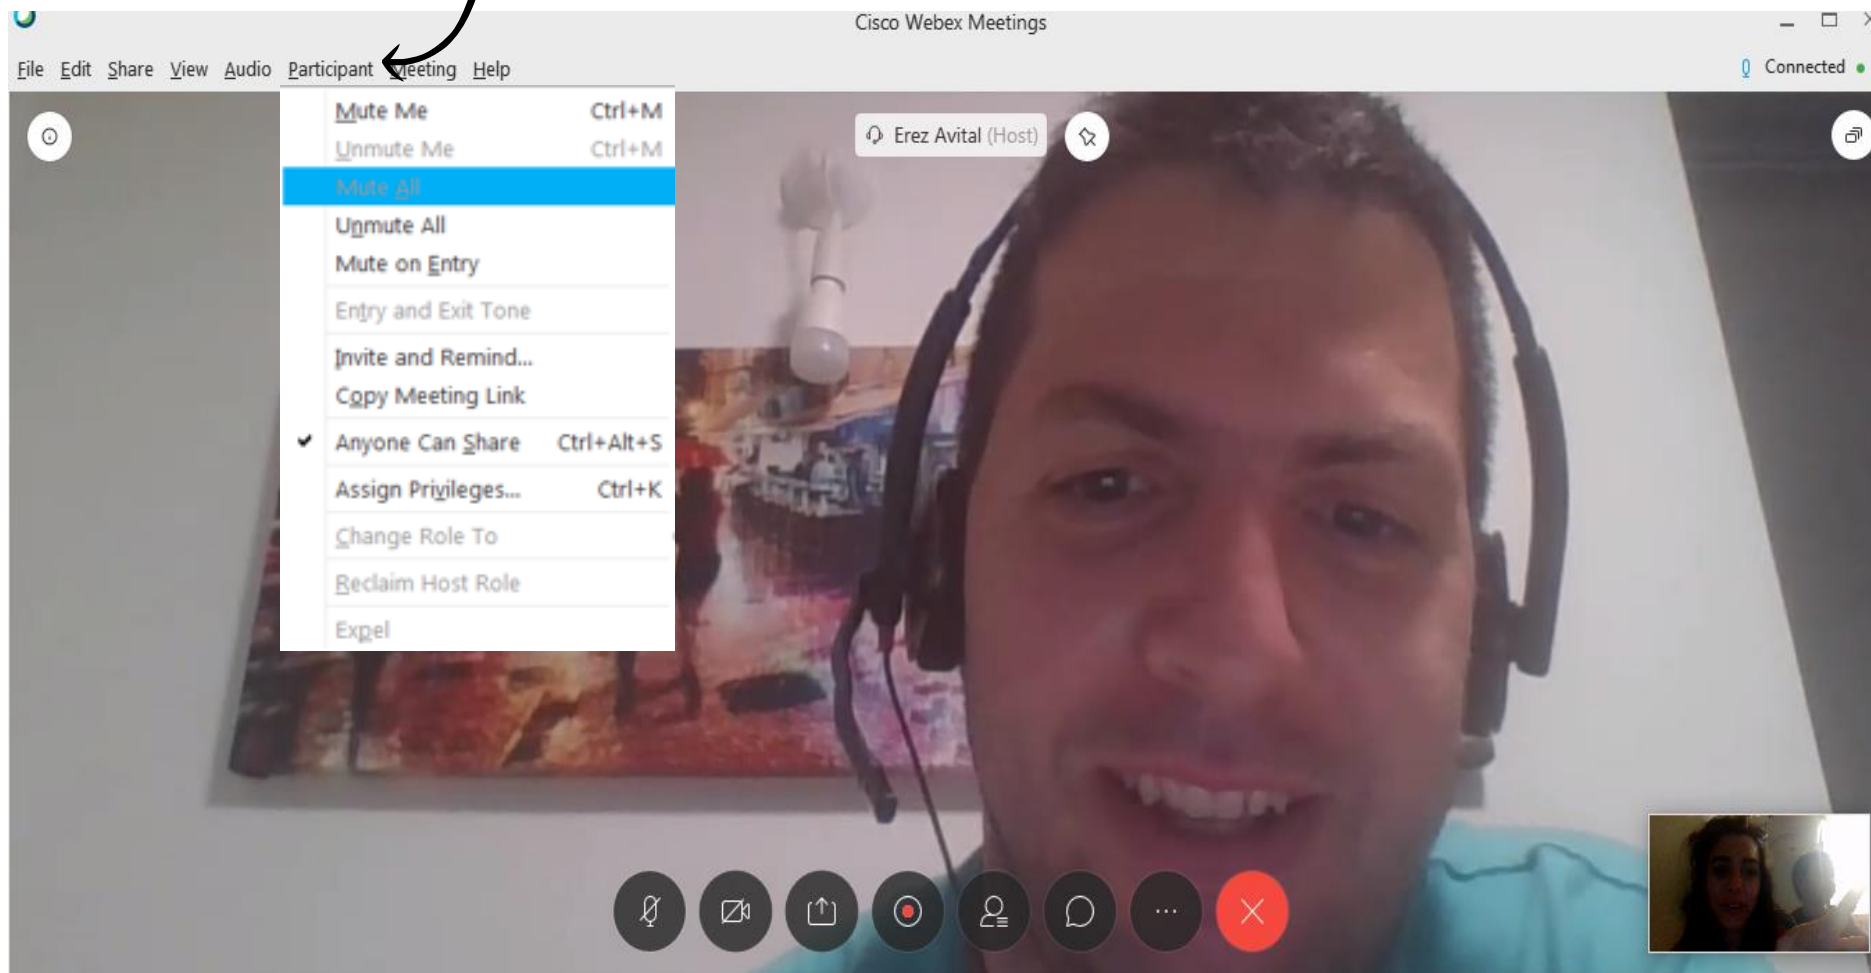 Cisco Webex Meetings
File Edit Share View Audio Participant Meeting Help
Connected
Mute Me Ctrl+M
Unmute Me Ctrl+M
Mute All
Unmute All
Mute on Entry
Entry and Exit Tone
Invite and Remind...
Copy Meeting Link
Anyone Can Share Ctrl+Alt+S
Assign Privileges... Ctrl+K
Change Role To
Reclaim Host Role
Expel
Erez Avital (Host)